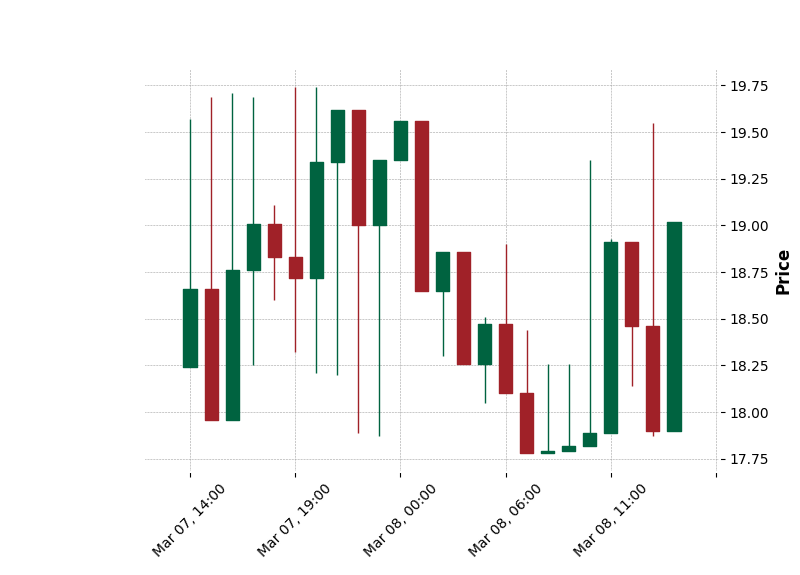 19.75
19.50
19.25
19.00
18.75
18.50
18.25
18.00
17.75
Price
Mar 07, 14:00
Mar 07, 19:00
Mar 08, 00:00
Mar 08, 06:00
Mar 08, 11:00